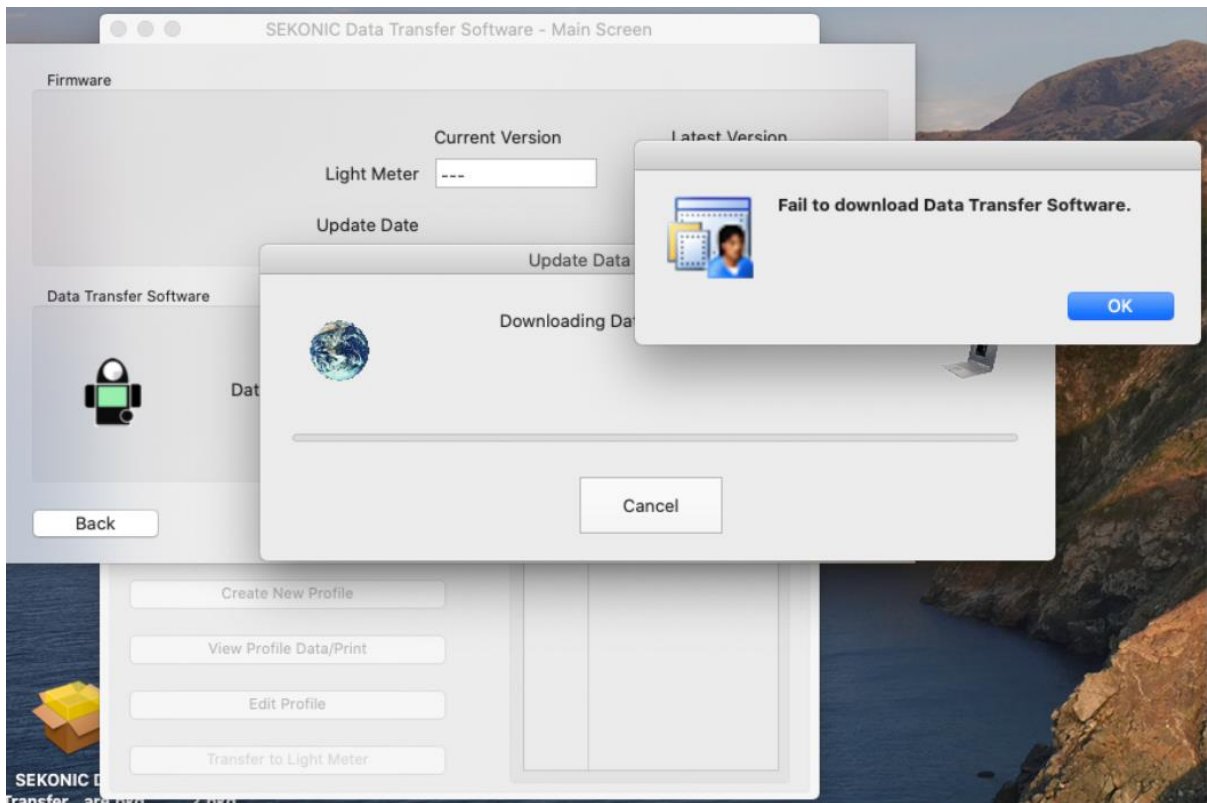 SEKONIC Data Transfer Software - Main Screen
Firmware
Current Version
Latest Version
Light Meter
---
Update Date
Fail to download Data Transfer Software.
OK
Update Data
Data Transfer Software
Downloading
Cancel
Back
Create New Profile
View Profile Data/Print
Edit Profile
Transfer to Light Meter
SEKONIC
Transfer